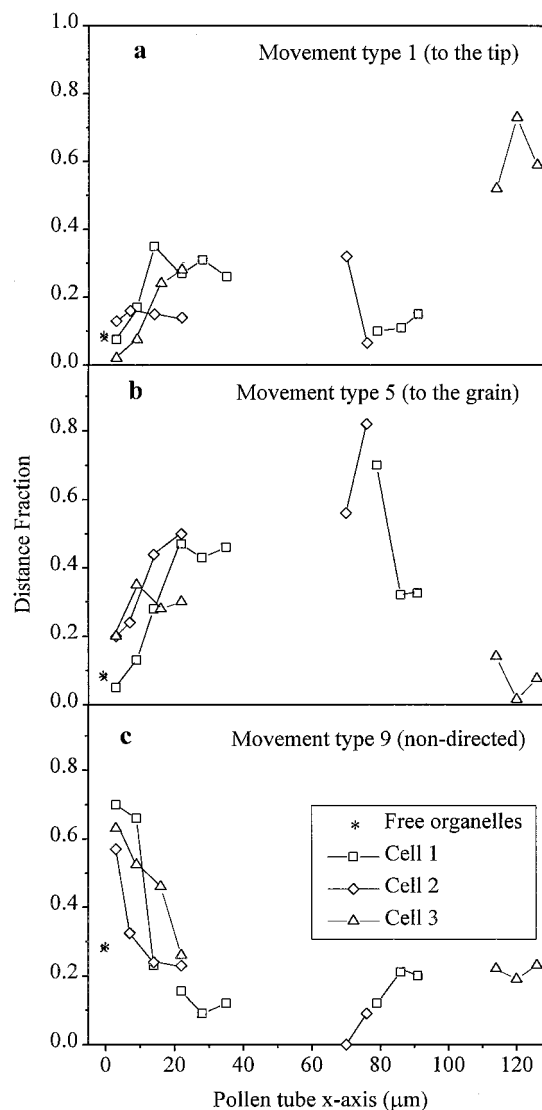 1.0
a Movement type 1 (to the tip)
0.8
0.6
0.4
0.2
0.0
b Movement type 5 (to the grain)
0.8
0.6
0.4
0.2
0.0
Distance Fraction
c Movement type 9 (non-directed)
0.8
0.6
0.4
0.2
0.0
* Free organelles
Cell 1
Cell 2
Cell 3
0 20 40 60 80 100 120
Pollen tube x-axis (μm)